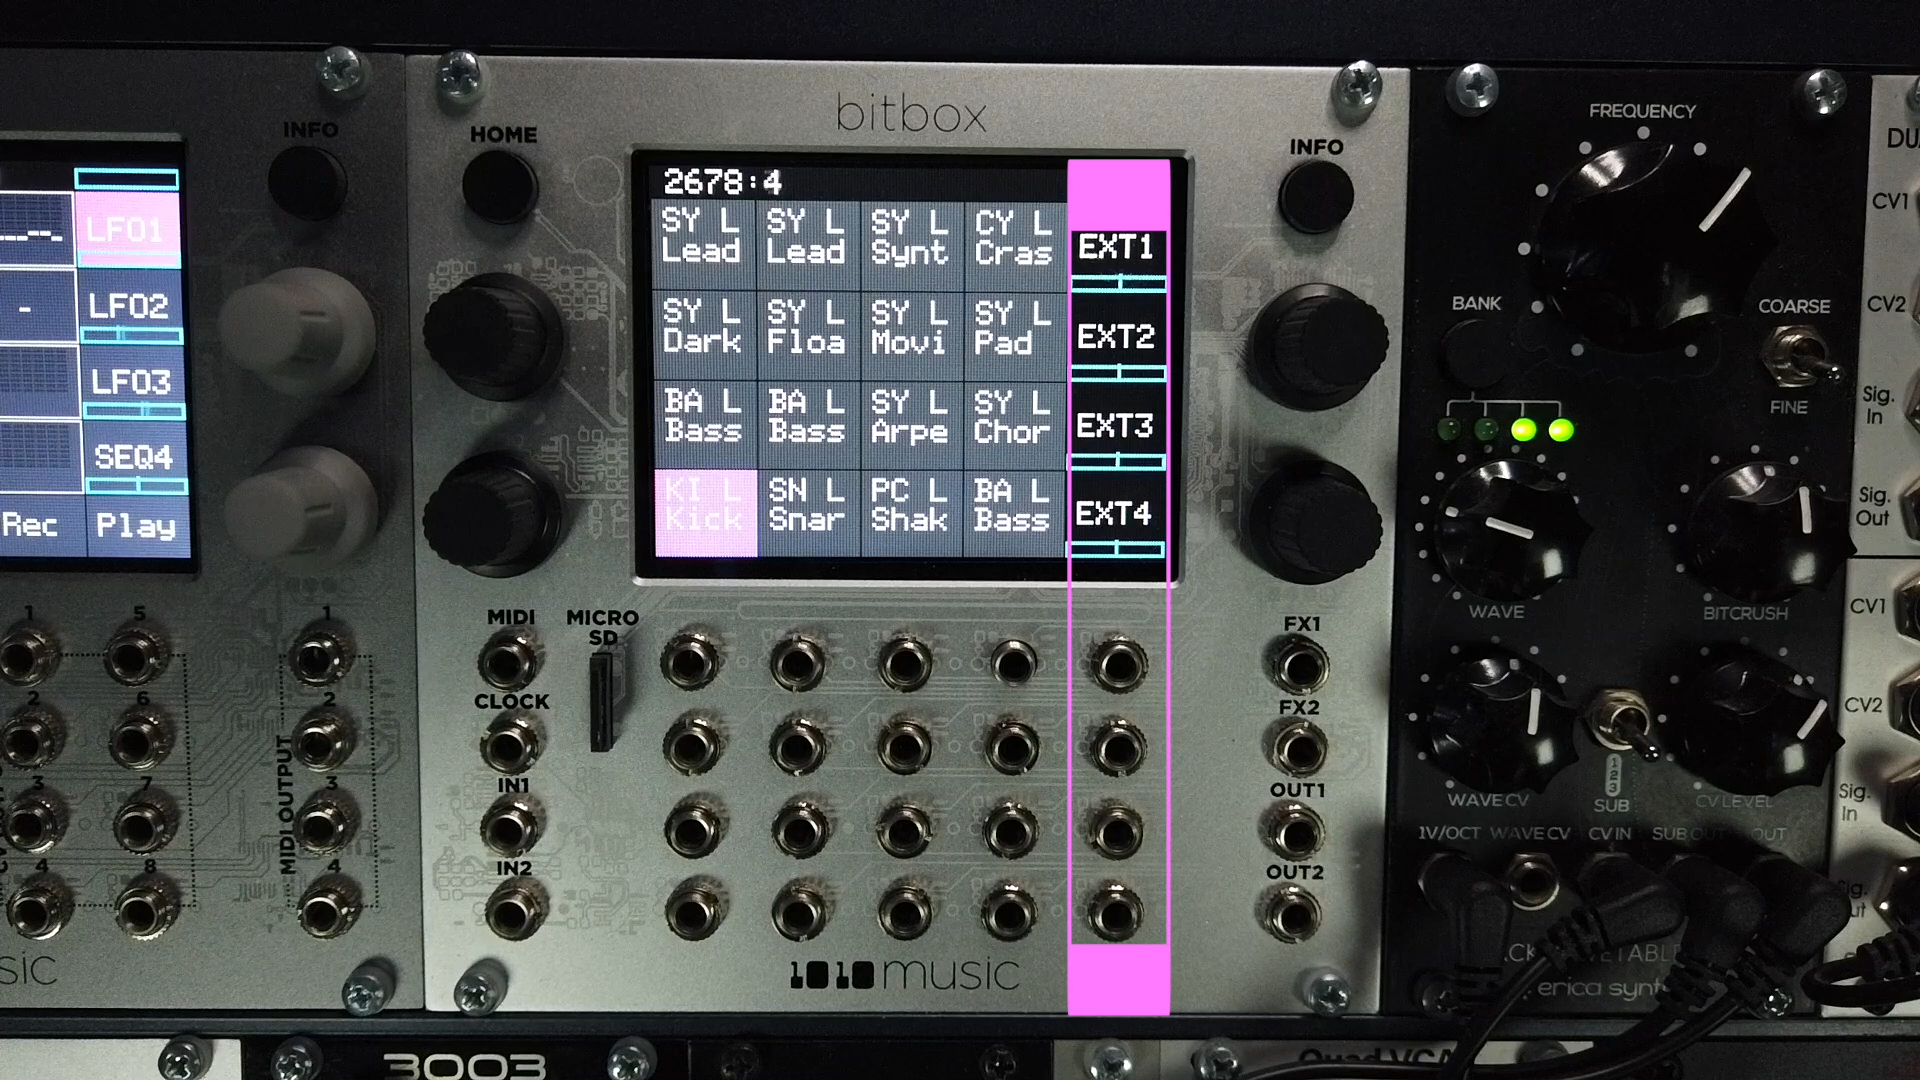 INFO
LFO1
-
LFO2
LFO3
SEQ4
Rec Play
1 5
2 6
3 7
4 8
MIDI OUTPUT
1
2
3
4
bitbox
HOME
INFO
2678:4
SY L SY L SY L CY L
Lead Lead Synt Cras
EXT1
SY L SY L SY L SY L
Dark Floa Movi Pad
EXT2
BA L BA L SY L SY L
Bass Bass Arpe Chor
EXT3
KI L SN L PC L BA L
Kick Snar Shak Bass
EXT4
MIDI
MICRO
SD
CLOCK
IN1
IN2
FX1
FX2
OUT1
OUT2
1010music
FREQUENCY
BANK
COARSE
FINE
WAVE
BITCRUSH
WAVE CV
1
2
3
SUB
CV LEVEL
1V/OCT WAVE CV CV IN SUB OUT OUT
erica
CV1
CV2
Sig.
In
Sig.
Out
CV1
CV2
Sig.
In
3003
Quad